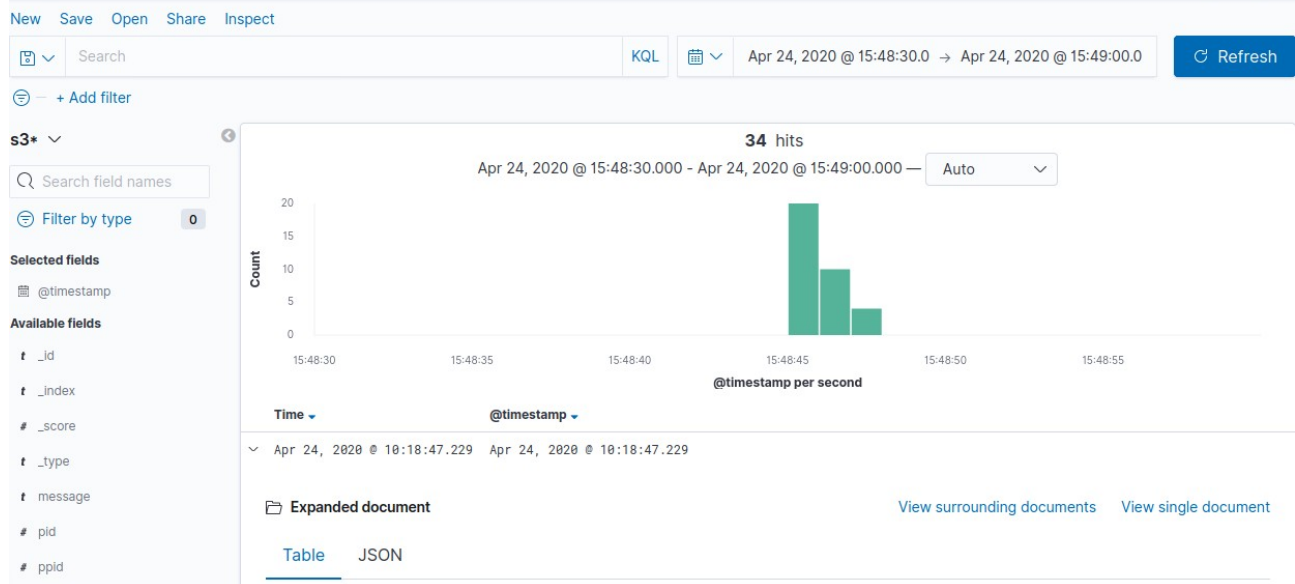 New Save Open Share Inspect
Search KQL Apr 24, 2020 @ 15:48:30.0 → Apr 24, 2020 @ 15:49:00.0 Refresh
+ Add filter
s3*
Search field names
Filter by type 0
Selected fields
@timestamp
Available fields
t _id
t _index
# _score
t _type
t message
# pid
# ppid
34 hits
Apr 24, 2020 @ 15:48:30.000 - Apr 24, 2020 @ 15:49:00.000 — Auto
Count
20
15
10
5
0
15:48:30 15:48:35 15:48:40 15:48:45 15:48:50 15:48:55
@timestamp per second
Time @timestamp
Apr 24, 2020 @ 10:18:47.229 Apr 24, 2020 @ 10:18:47.229
Expanded document View surrounding documents View single document
Table JSON